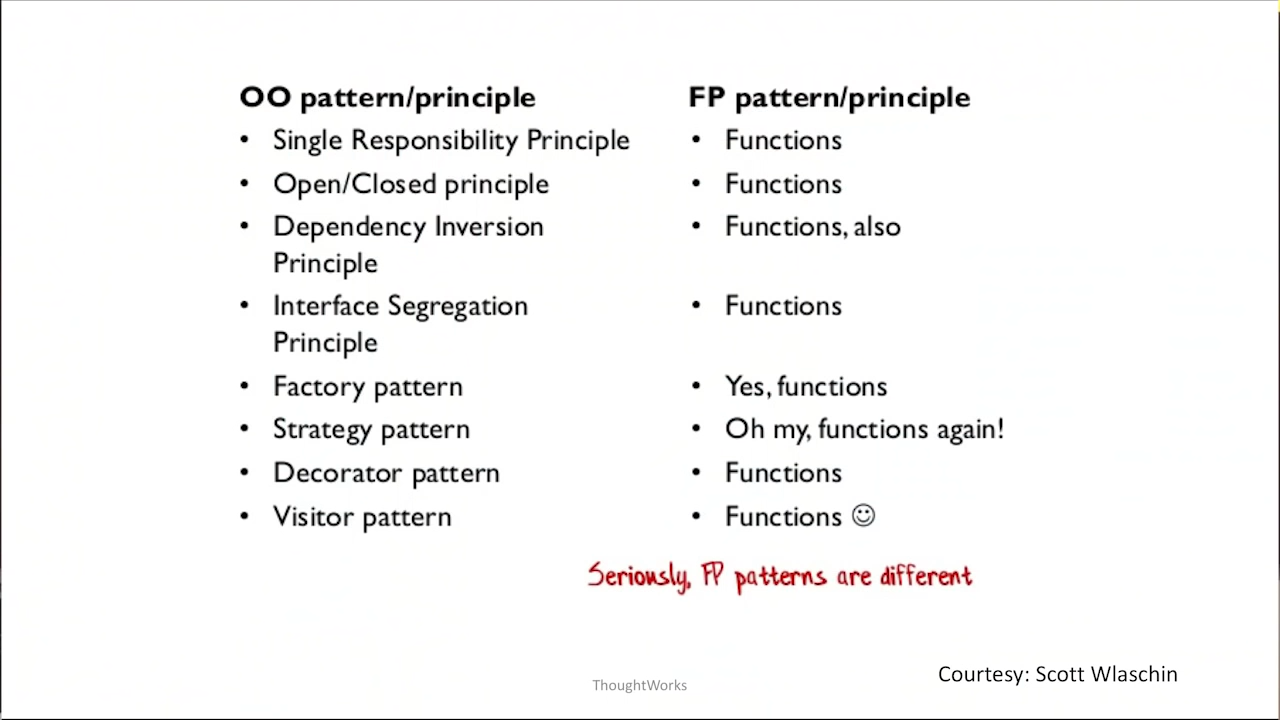 OO pattern/principle
• Single Responsibility Principle
• Open/Closed principle
• Dependency Inversion
Principle
• Interface Segregation
Principle
• Factory pattern
• Strategy pattern
• Decorator pattern
• Visitor pattern
FP pattern/principle
• Functions
• Functions
• Functions, also
• Functions
• Yes, functions
• Oh my, functions again!
• Functions
• Functions ☺
Seriously, FP patterns are different
Courtesy: Scott Wlaschin
ThoughtWorks